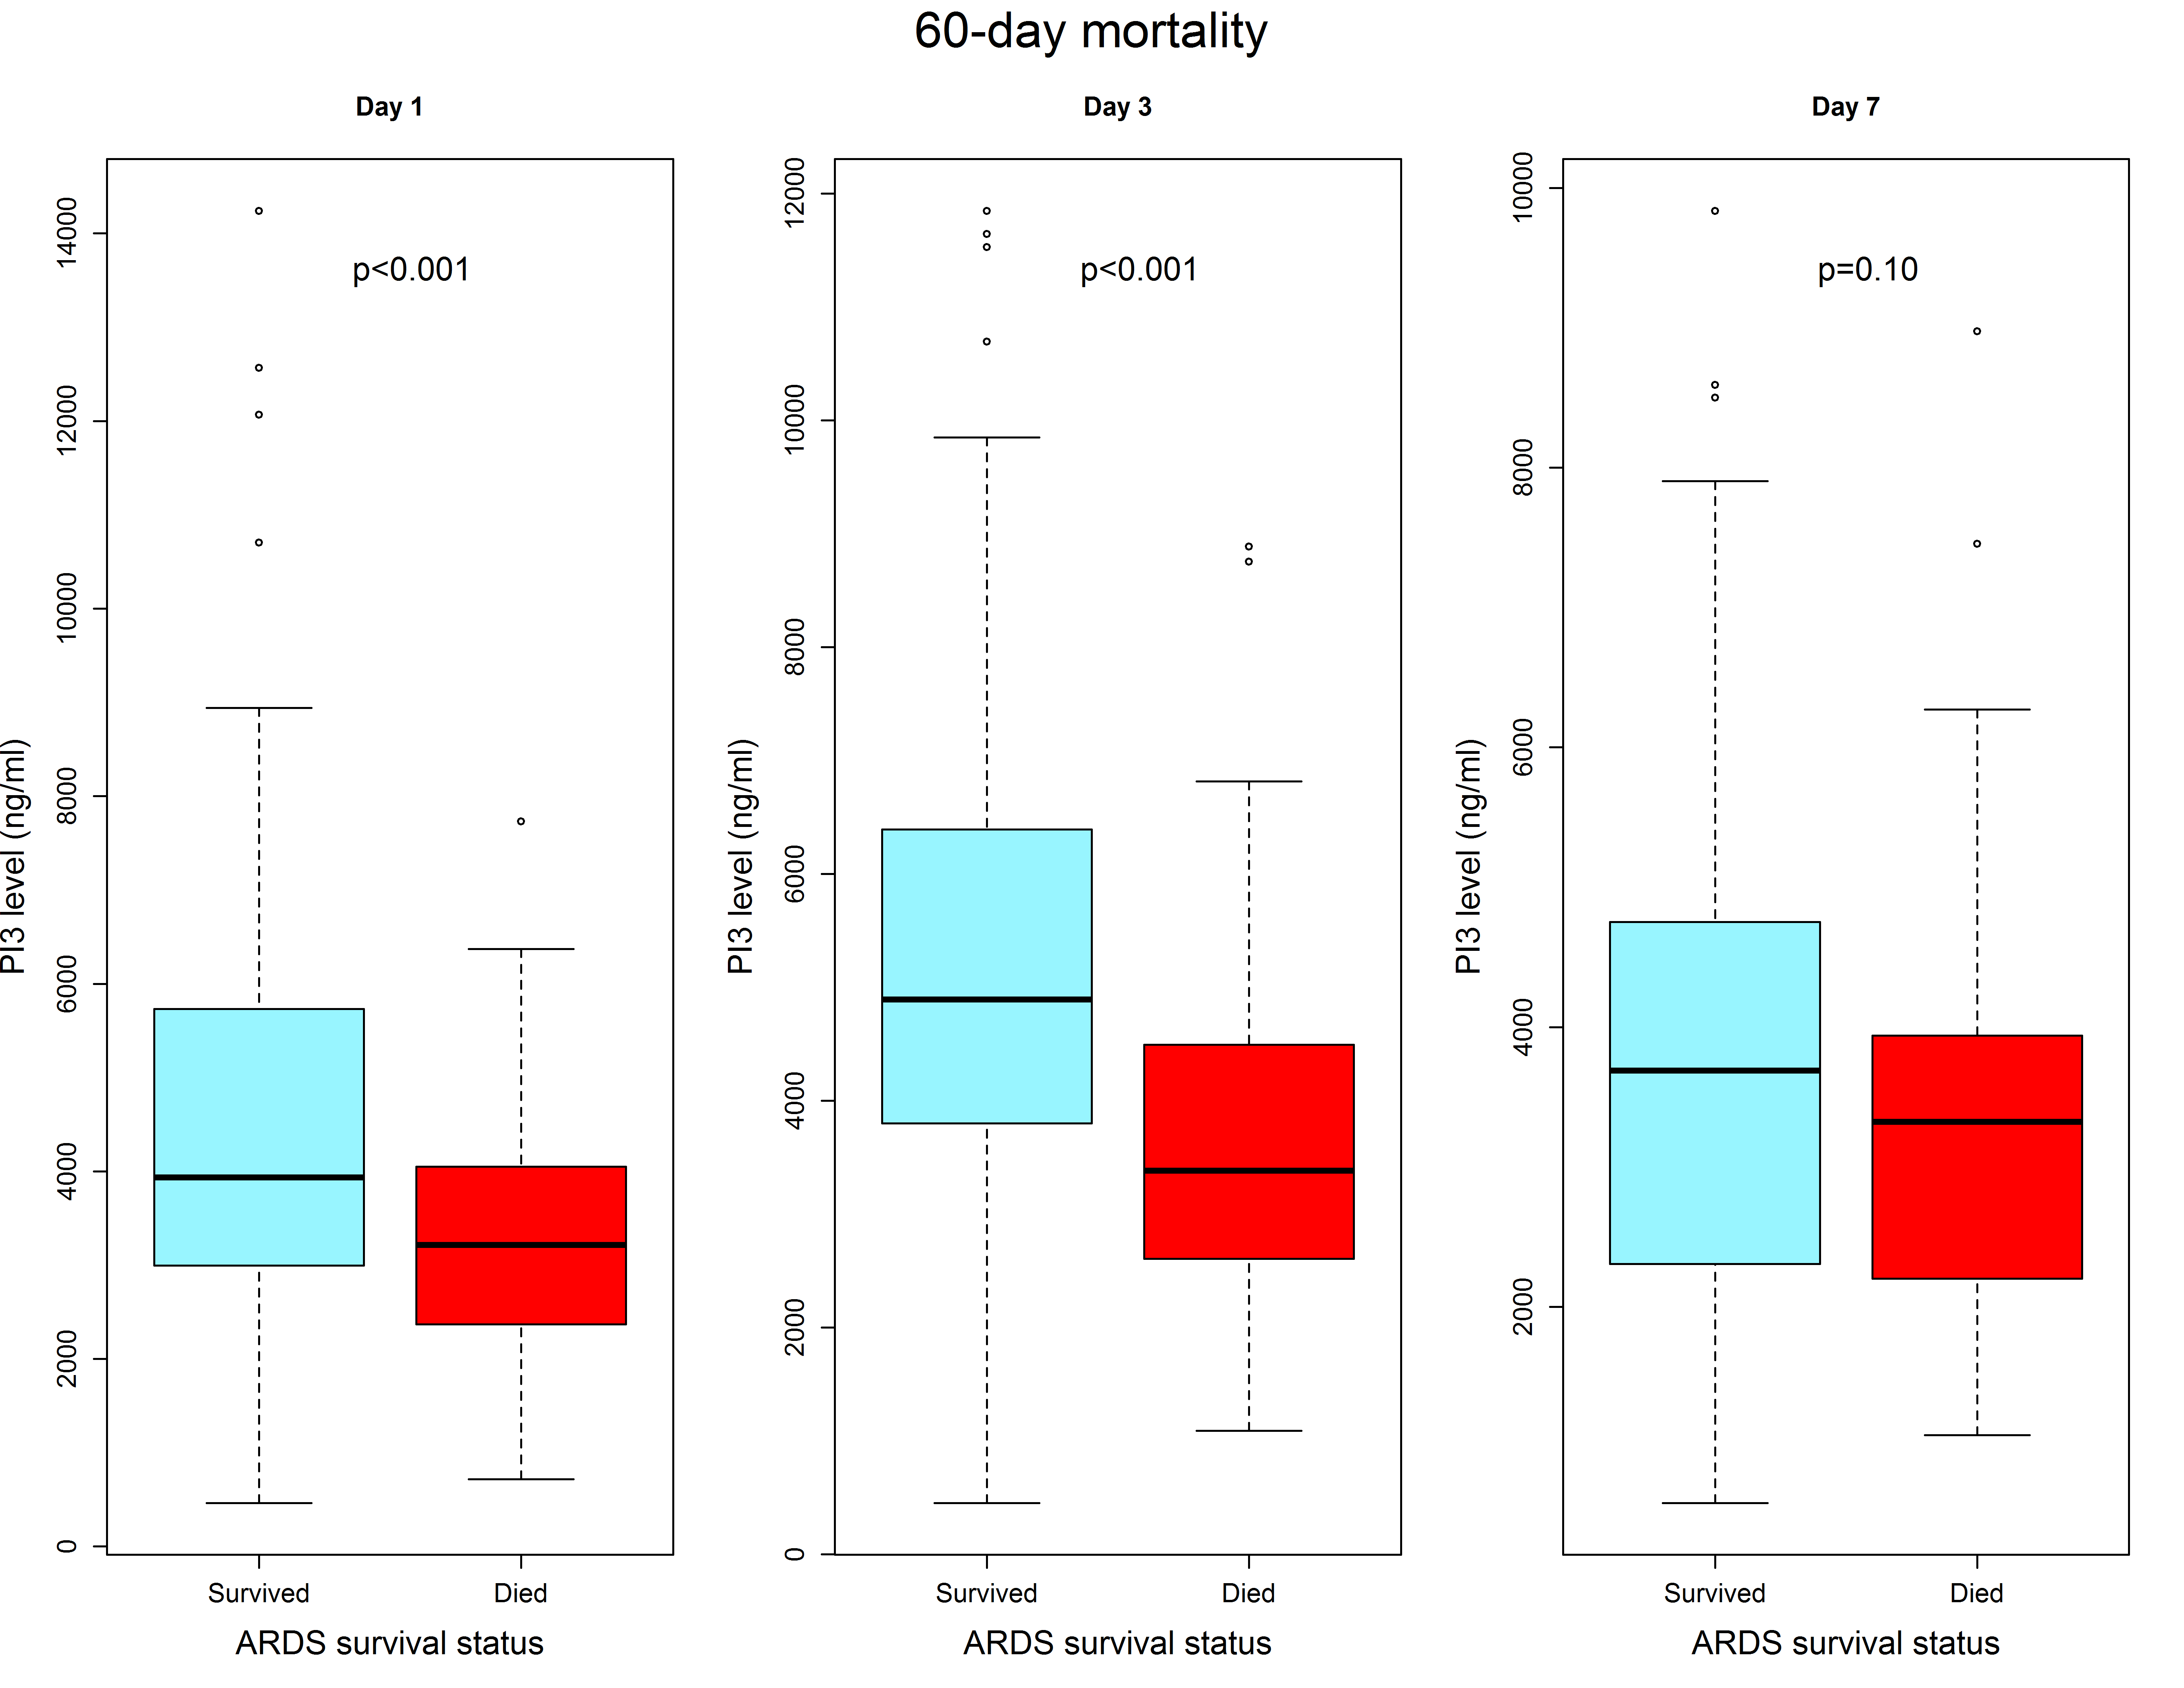 60-day mortality
Day 1
PI3 level (ng/ml)
14000
12000
10000
8000
6000
4000
2000
0
p<0.001
Survived
Died
ARDS survival status
Day 3
PI3 level (ng/ml)
12000
10000
8000
6000
4000
2000
0
p<0.001
Survived
Died
ARDS survival status
Day 7
PI3 level (ng/ml)
10000
8000
6000
4000
2000
p=0.10
Survived
Died
ARDS survival status